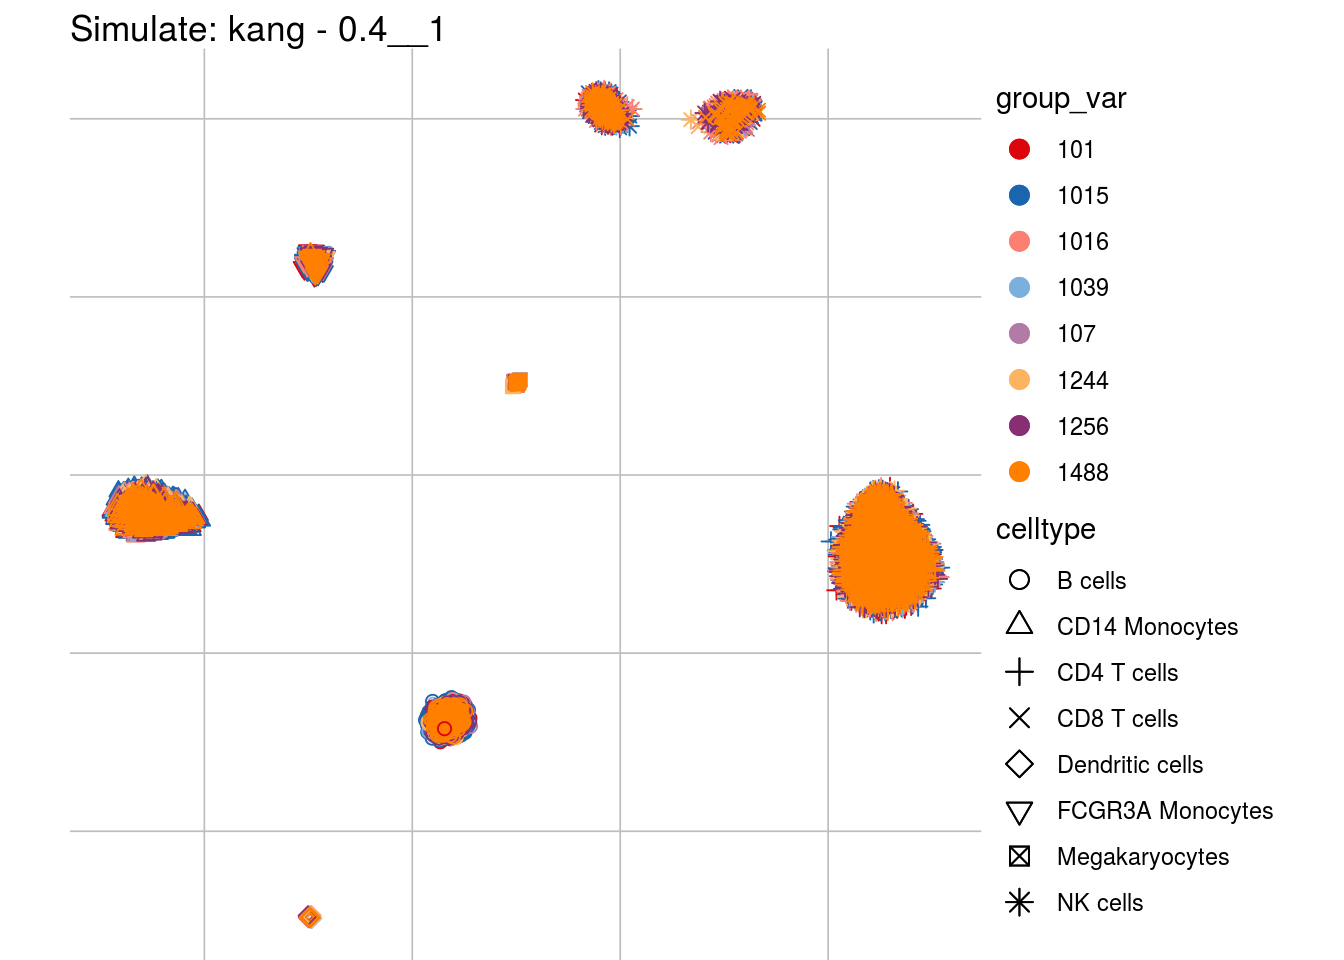 Simulate: kang - 0.4__1
group_var
101
1015
1016
1039
107
1244
1256
1488
celltype
B cells
CD14 Monocytes
CD4 T cells
CD8 T cells
Dendritic cells
FCGR3A Monocytes
Megakaryocytes
NK cells